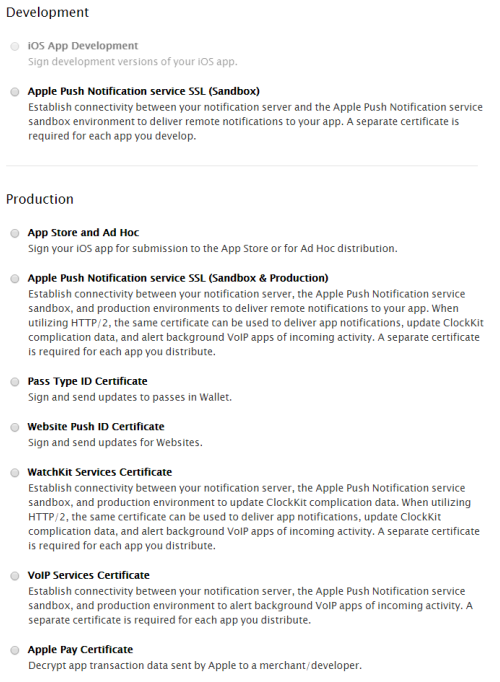 Development
iOS App Development
Sign development versions of your iOS app.
Apple Push Notification service SSL (Sandbox)
Establish connectivity between your notification server and the Apple Push Notification service
sandbox environment to deliver remote notifications to your app. A separate certificate is
required for each app you develop.
Production
App Store and Ad Hoc
Sign your iOS app for submission to the App Store or for Ad Hoc distribution.
Apple Push Notification service SSL (Sandbox & Production)
Establish connectivity between your notification server, the Apple Push Notification service
sandbox, and production environments to deliver remote notifications to your app. When
utilizing HTTP/2, the same certificate can be used to deliver app notifications, update ClockKit
complication data, and alert background VoIP apps of incoming activity. A separate certificate
is required for each app you distribute.
Pass Type ID Certificate
Sign and send updates to passes in Wallet.
Website Push ID Certificate
Sign and send updates for Websites.
WatchKit Services Certificate
Establish connectivity between your notification server, the Apple Push Notification service
sandbox, and production environment to update ClockKit complication data. When utilizing
HTTP/2, the same certificate can be used to deliver app notifications, update ClockKit
complication data, and alert background VoIP apps of incoming activity. A separate certificate
is required for each app you distribute.
VoIP Services Certificate
Establish connectivity between your notification server, the Apple Push Notification service
sandbox, and production environment to alert background VoIP apps of incoming activity. A
separate certificate is required for each app you distribute.
Apple Pay Certificate
Decrypt app transaction data sent by Apple to a merchant/developer.